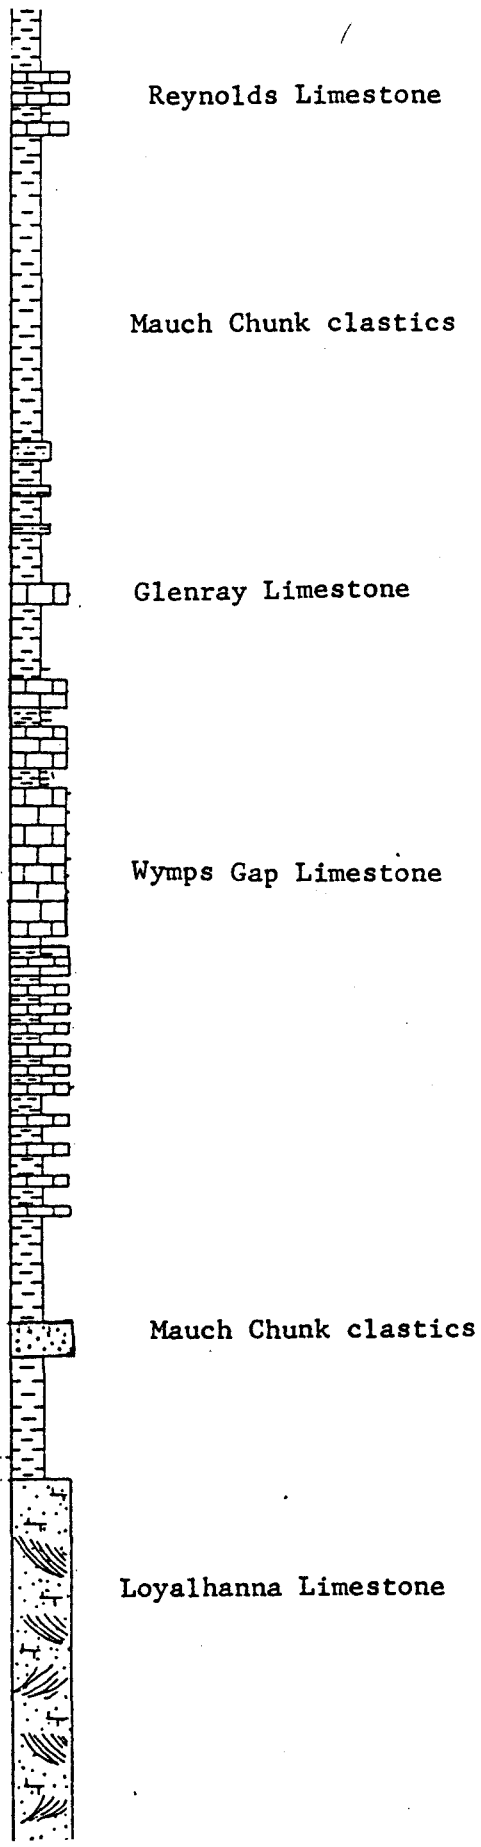 Reynolds Limestone
Mauch Chunk clastics
Glenray Limestone
Wymps Gap Limestone
Mauch Chunk clastics
Loyalhanna Limestone